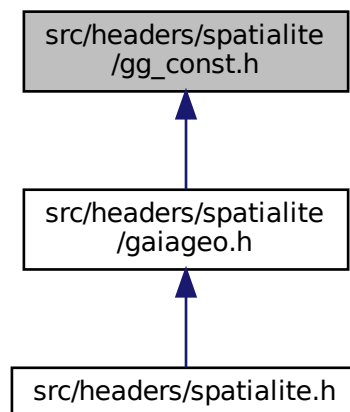 src/headers/spatialite
/gg_const.h
src/headers/spatialite
/gaiageo.h
src/headers/spatialite.h